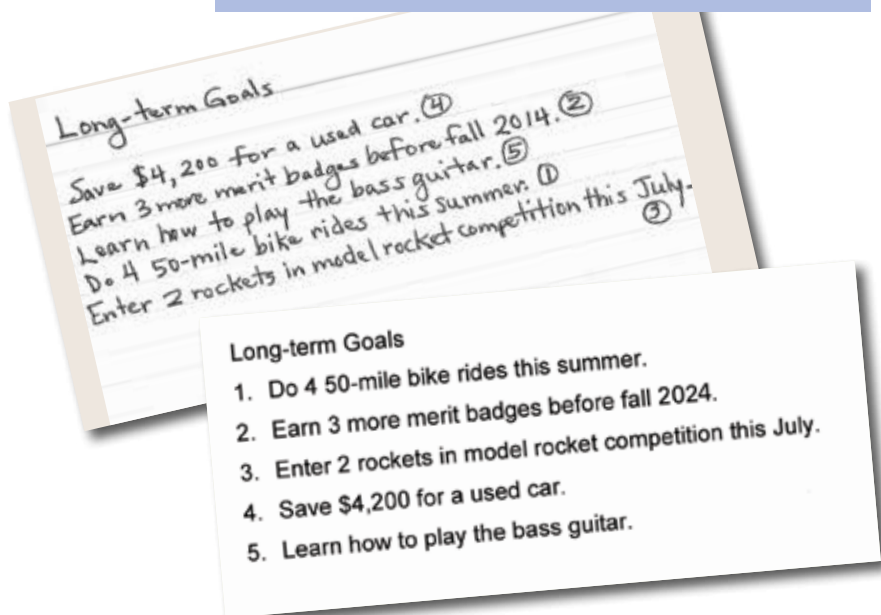 Long-term Goals
Save $4,200 for a used car. ④
Earn 3 more merit badges before fall 2014. ②
Learn how to play the bass guitar. ⑤
Do 4 50-mile bike rides this summer. ①
Enter 2 rockets in model rocket competition this July.
③
Long-term Goals
1. Do 4 50-mile bike rides this summer.
2. Earn 3 more merit badges before fall 2024.
3. Enter 2 rockets in model rocket competition this July.
4. Save $4,200 for a used car.
5. Learn how to play the bass guitar.